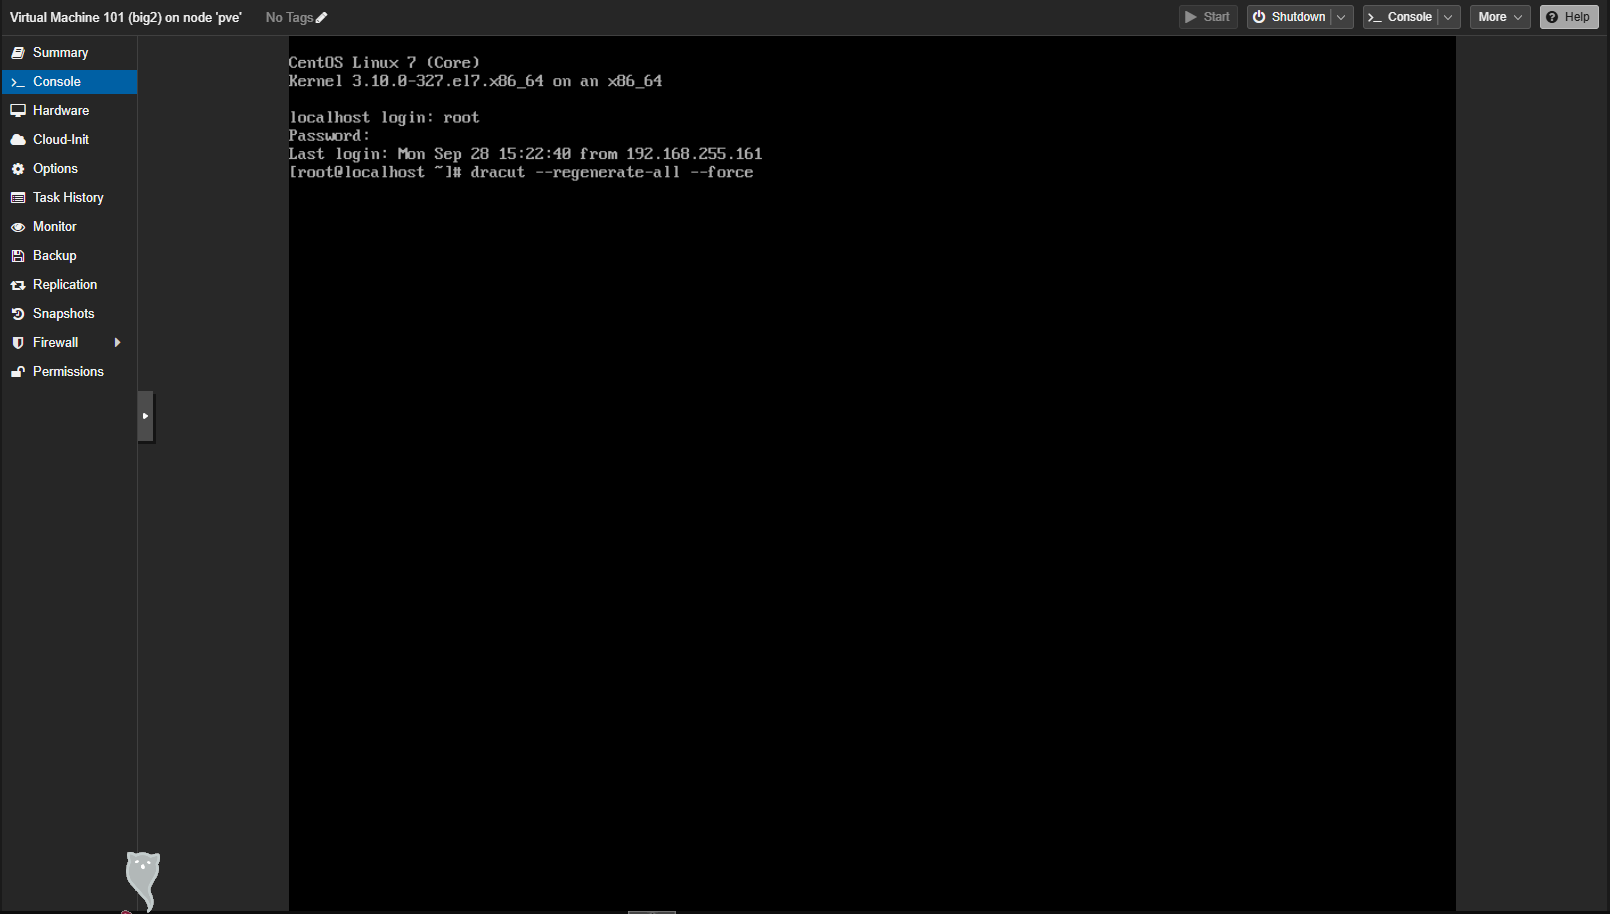 Virtual Machine 101 (big2) on node 'pve' No Tags Start Shutdown Console More Help
Summary
Console
Hardware
Cloud-Init
Options
Task History
Monitor
Backup
Replication
Snapshots
Firewall
Permissions
CentOS Linux 7 (Core)
Kernel 3.10.0-327.el7.x86_64 on an x86_64
localhost login: root
Password:
Last login: Mon Sep 28 15:22:40 from 192.168.255.161
[root@localhost ~]# dracut --regenerate-all --force